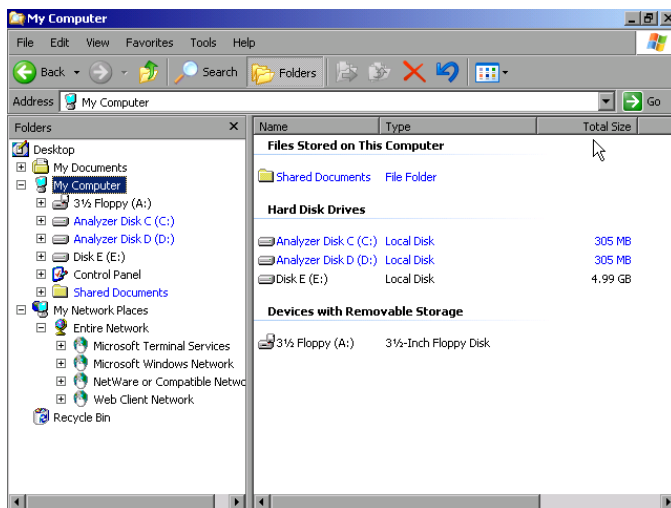 My Computer
File Edit View Favorites Tools Help
Back Search Folders
Address My Computer Go
Folders
Desktop
My Documents
My Computer
3½ Floppy (A:)
Analyzer Disk C (C:)
Analyzer Disk D (D:)
Disk E (E:)
Control Panel
Shared Documents
My Network Places
Entire Network
Microsoft Terminal Services
Microsoft Windows Network
NetWare or Compatible Netwo
Web Client Network
Recycle Bin
Name Type Total Size
Files Stored on This Computer
Shared Documents File Folder
Hard Disk Drives
Analyzer Disk C (C:) Local Disk 305 MB
Analyzer Disk D (D:) Local Disk 305 MB
Disk E (E:) Local Disk 4.99 GB
Devices with Removable Storage
3½ Floppy (A:) 3½-Inch Floppy Disk